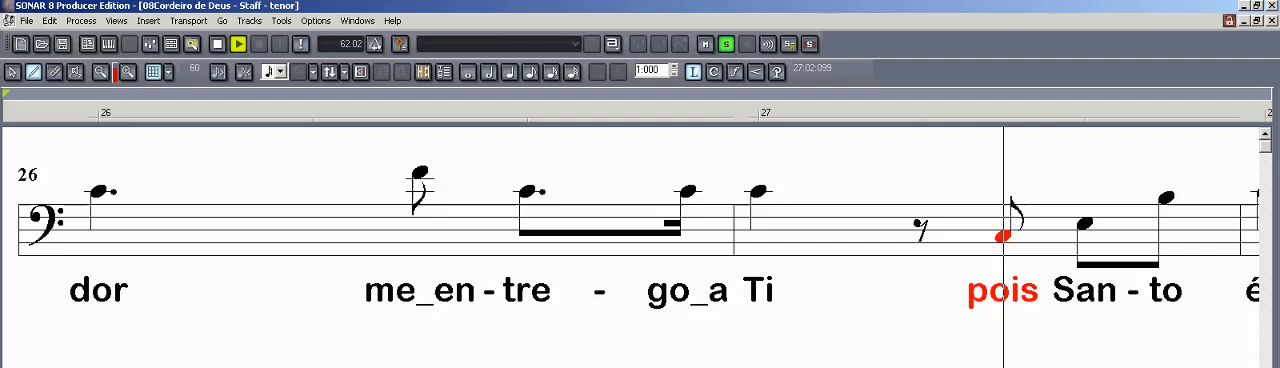 SONAR 8 Producer Edition - [08Cordeiro de Deus - Staff - tenor]
File Edit Process Views Insert Transport Go Tracks Tools Options Windows Help
62.02
60 1:000 27:02:099
26 27 2
26
dor me_en - tre - go_a Ti pois San - to é